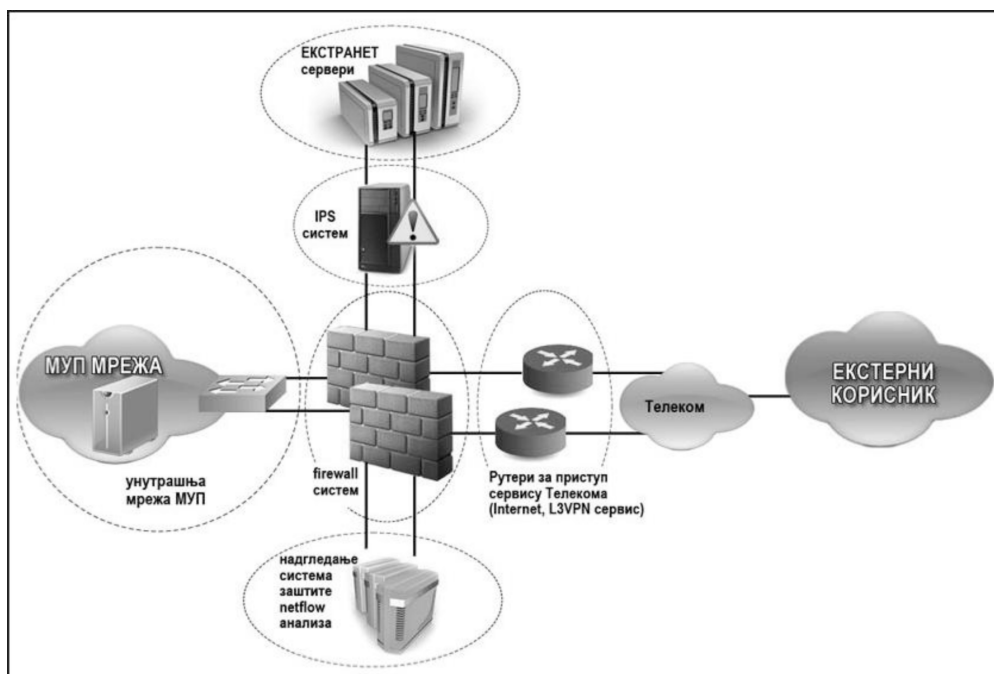 ЕКСТРАНЕТ
сервери
IPS
систем
МУП МРЕЖА
унутрашња
мрежа МУП
firewall
систем
Рутери за приступ
сервису Телекома
(Internet, L3VPN сервис)
Телеком
ЕКСТЕРНИ
КОРИСНИК
надгледање
система
заштите
netflow
анализа